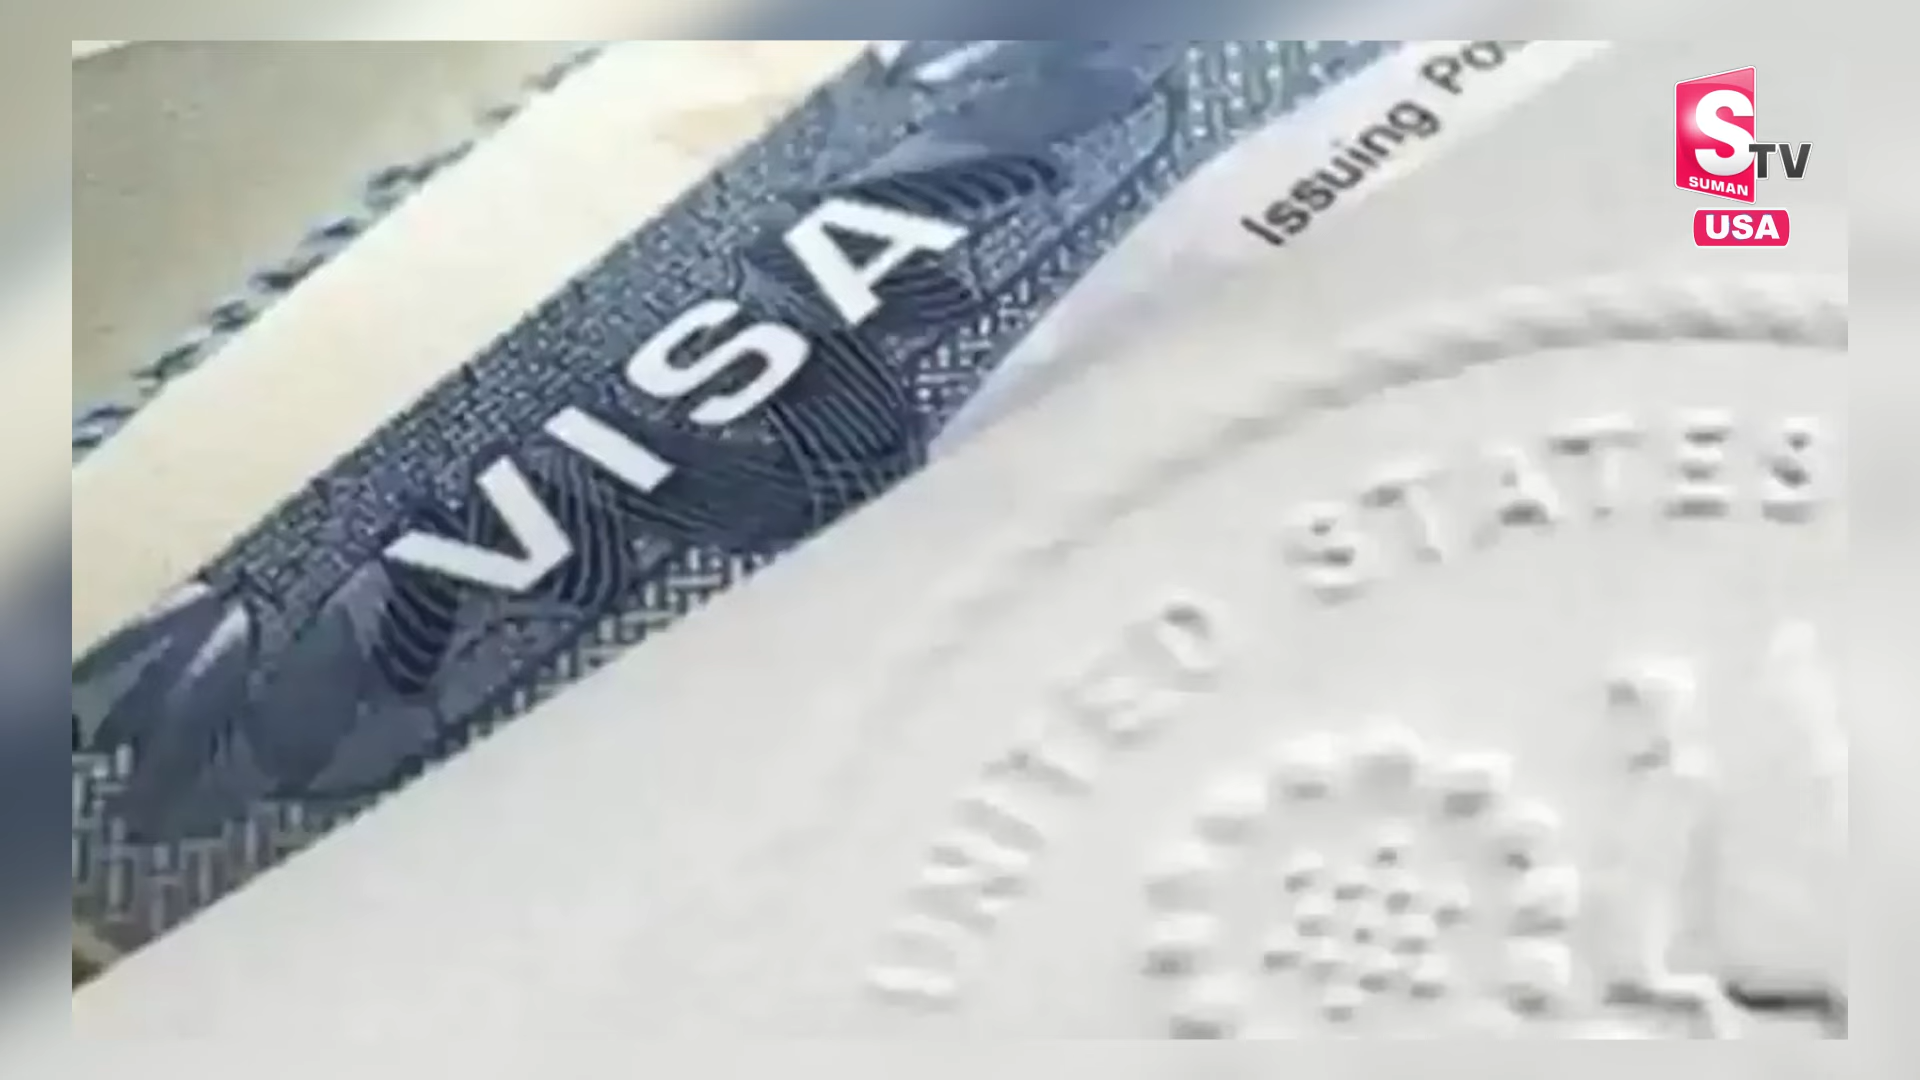 VISA
Issuing Po
S TV
SUMAN
USA
UNITED STATES